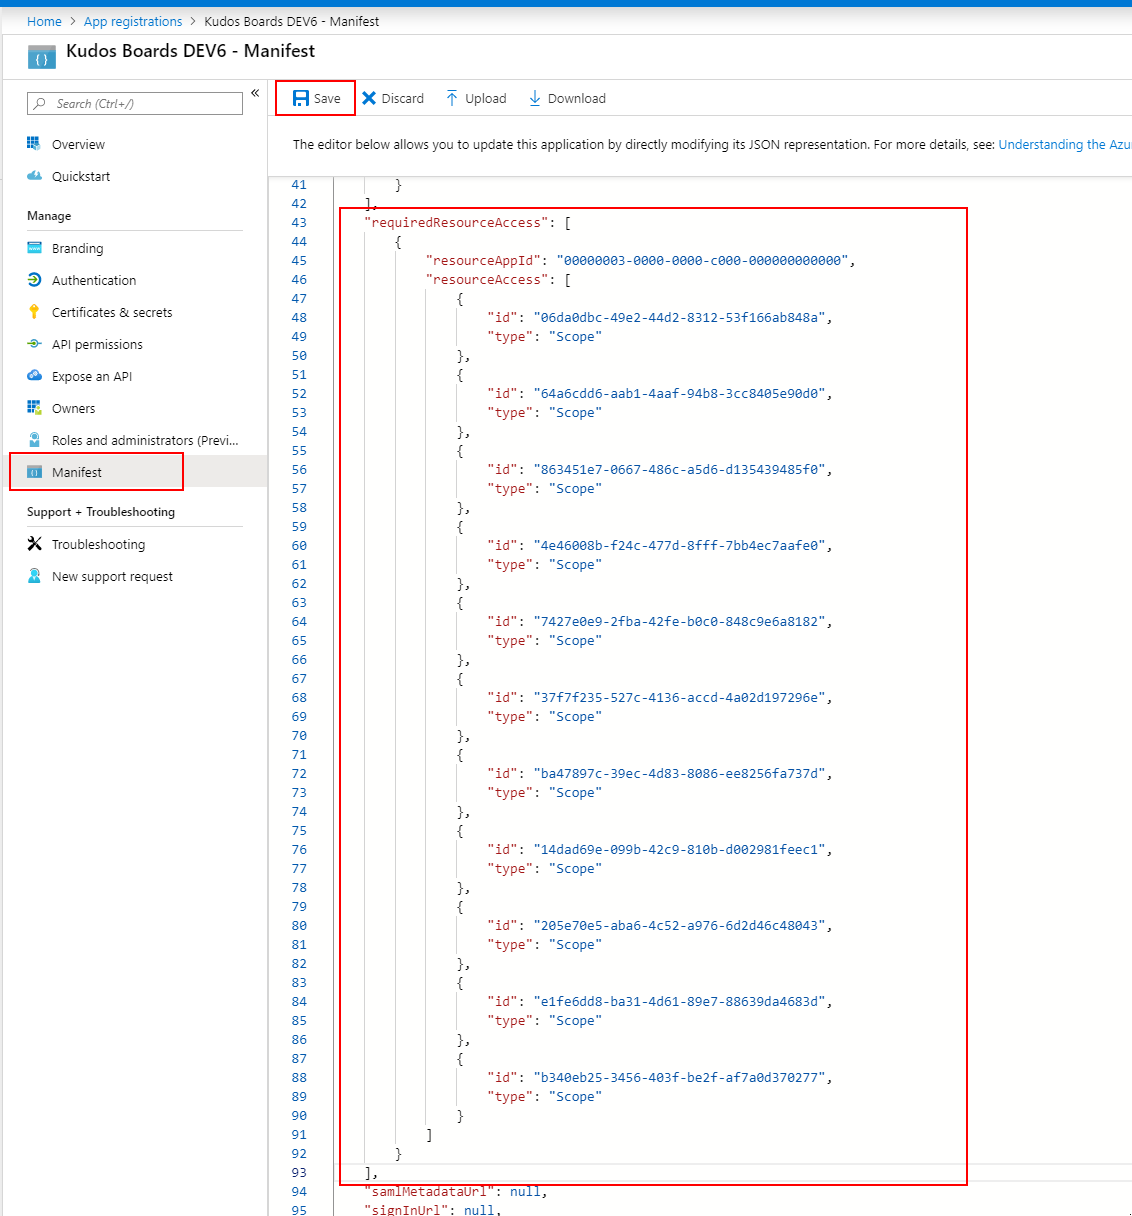 Home > App registrations > Kudos Boards DEV6 - Manifest
Kudos Boards DEV6 - Manifest
Search (Ctrl+/)
«
Overview
Quickstart
Manage
Branding
Authentication
Certificates & secrets
API permissions
Expose an API
Owners
Roles and administrators (Previ...
Manifest
Support + Troubleshooting
Troubleshooting
New support request
Save Discard Upload Download
The editor below allows you to update this application by directly modifying its JSON representation. For more details, see: Understanding the Azu
41 }
42 ],
43 "requiredResourceAccess": [
44 {
45 "resourceAppId": "00000003-0000-0000-c000-000000000000",
46 "resourceAccess": [
47 {
48 "id": "06da0dbc-49e2-44d2-8312-53f166ab848a",
49 "type": "Scope"
50 },
51 {
52 "id": "64a6cdd6-aab1-4aaf-94b8-3cc8405e90d0",
53 "type": "Scope"
54 },
55 {
56 "id": "863451e7-0667-486c-a5d6-d135439485f0",
57 "type": "Scope"
58 },
59 {
60 "id": "4e46008b-f24c-477d-8fff-7bb4ec7aafe0",
61 "type": "Scope"
62 },
63 {
64 "id": "7427e0e9-2fba-42fe-b0c0-848c9e6a8182",
65 "type": "Scope"
66 },
67 {
68 "id": "37f7f235-527c-4136-accd-4a02d197296e",
69 "type": "Scope"
70 },
71 {
72 "id": "ba47897c-39ec-4d83-8086-ee8256fa737d",
73 "type": "Scope"
74 },
75 {
76 "id": "14dad69e-099b-42c9-810b-d002981feec1",
77 "type": "Scope"
78 },
79 {
80 "id": "205e70e5-aba6-4c52-a976-6d2d46c48043",
81 "type": "Scope"
82 },
83 {
84 "id": "e1fe6dd8-ba31-4d61-89e7-88639da4683d",
85 "type": "Scope"
86 },
87 {
88 "id": "b340eb25-3456-403f-be2f-af7a0d370277",
89 "type": "Scope"
90 }
91 ]
92 }
93 ],
94 "samlMetadataUrl": null,
95 "signInUrl": null,